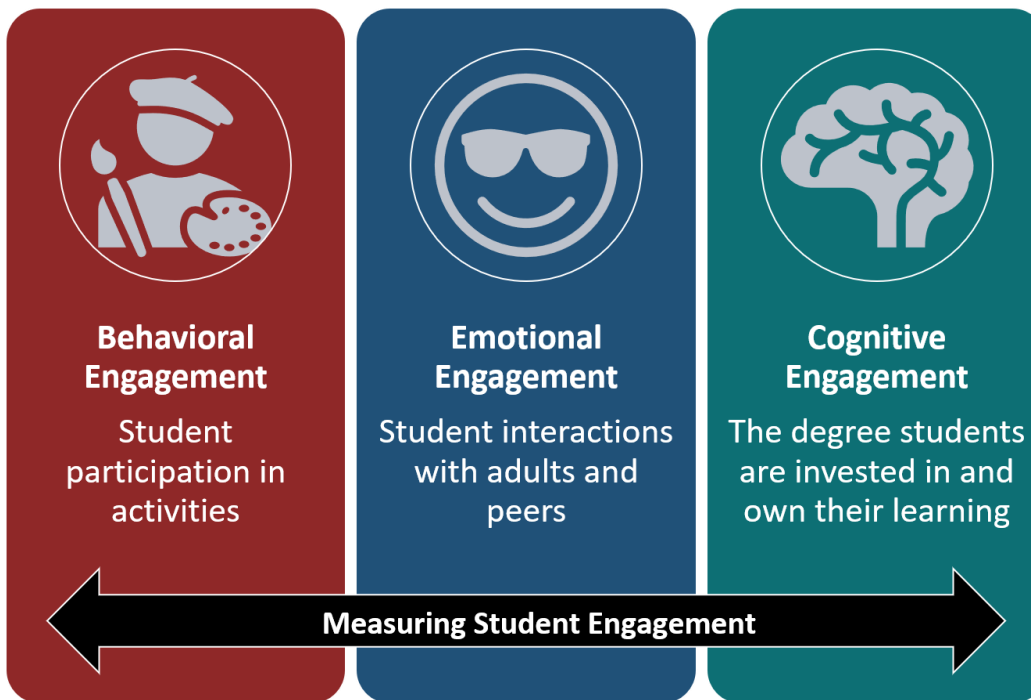 Behavioral
Engagement
Student
participation in
activities
Emotional
Engagement
Student interactions
with adults and
peers
Cognitive
Engagement
The degree students
are invested in and
own their learning
Measuring Student Engagement